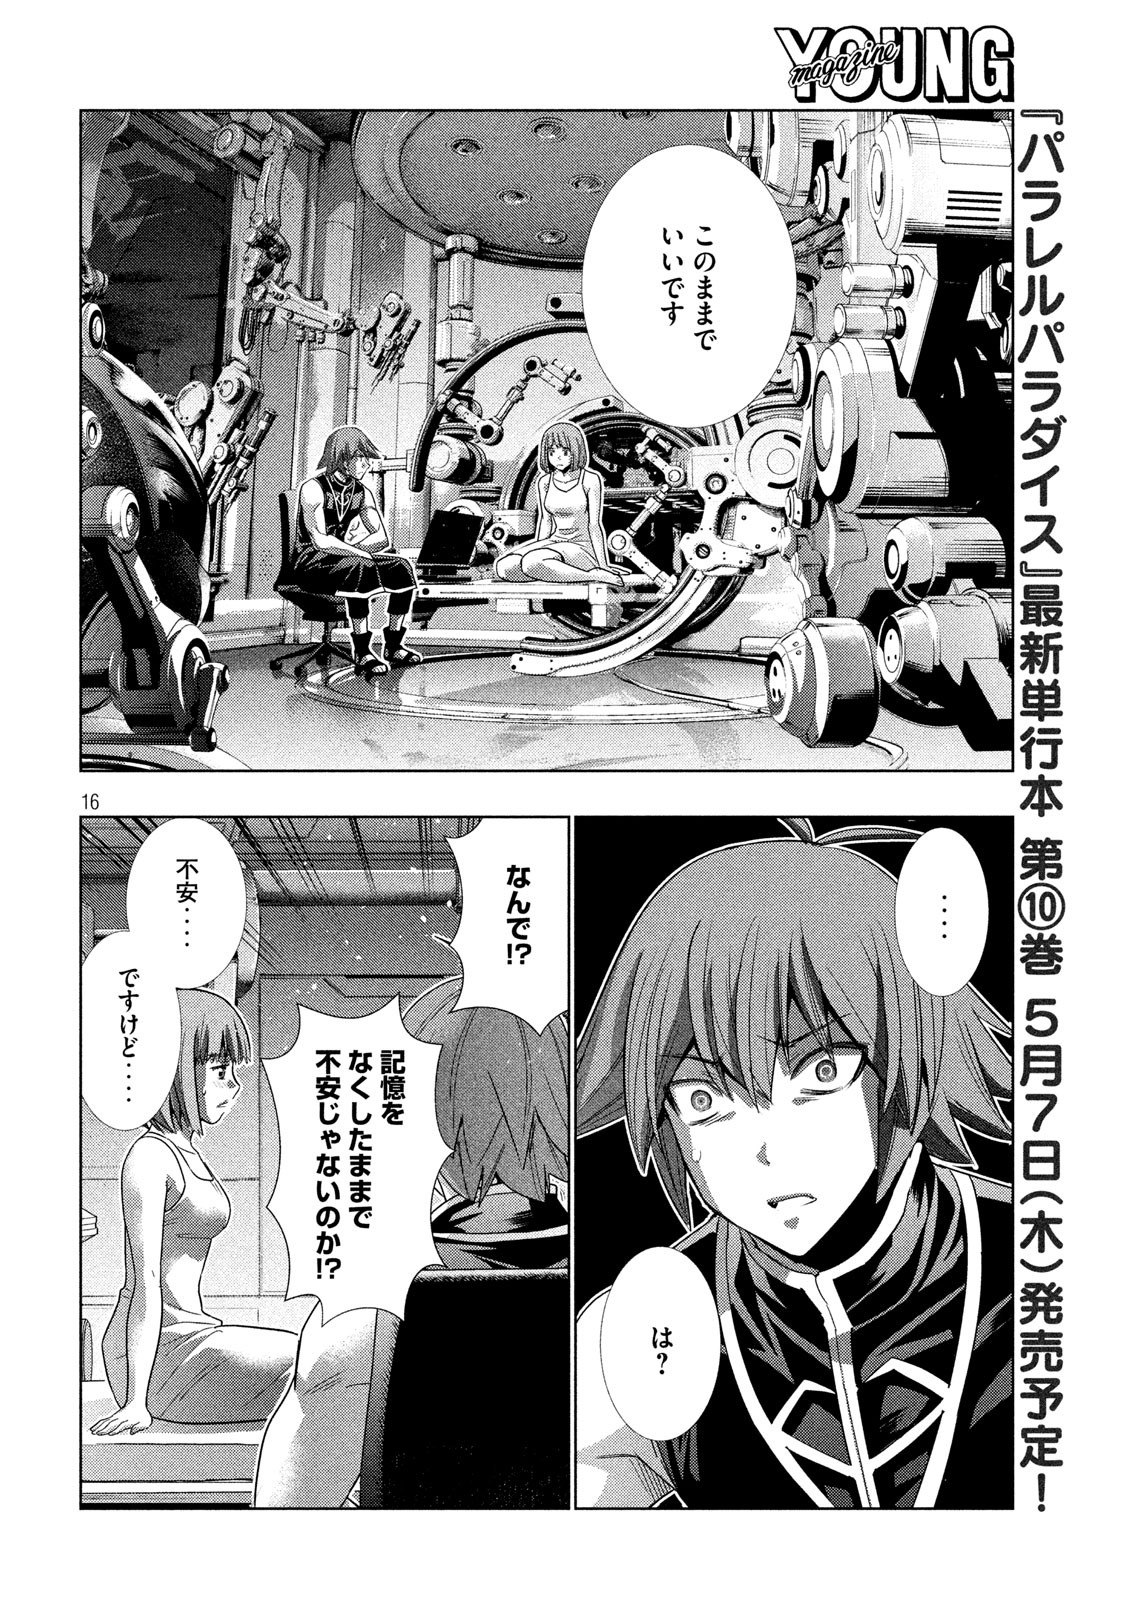 YOUNG
magazine
『パラレルパラダイス』最新単行本 第⑩巻 5月7日(木)発売予定!
このままで
いいです
16
‥‥
は?
なんで!?
記憶を
なくしたままで
不安じゃないのか!?
不安‥‥
ですけど‥‥